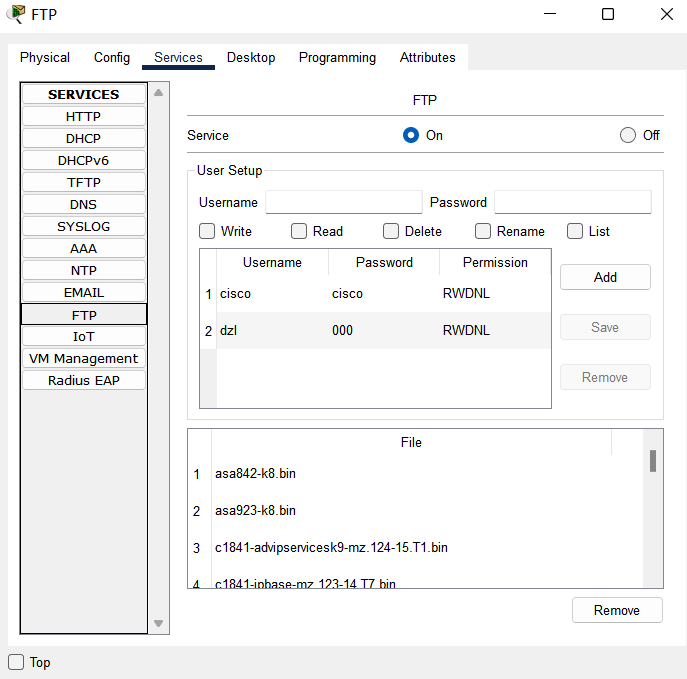 FTP
Physical Config Services Desktop Programming Attributes
SERVICES
HTTP
DHCP
DHCPv6
TFTP
DNS
SYSLOG
AAA
NTP
EMAIL
FTP
IoT
VM Management
Radius EAP
FTP
Service On Off
User Setup
Username Password
Write Read Delete Rename List
Username Password Permission
1 cisco cisco RWDNL
2 dzl 000 RWDNL
Add
Save
Remove
File
1 asa842-k8.bin
2 asa923-k8.bin
3 c1841-advipservicesk9-mz.124-15.T1.bin
4 c1841-ipbase-mz.123-14.T7.bin
Remove
Top